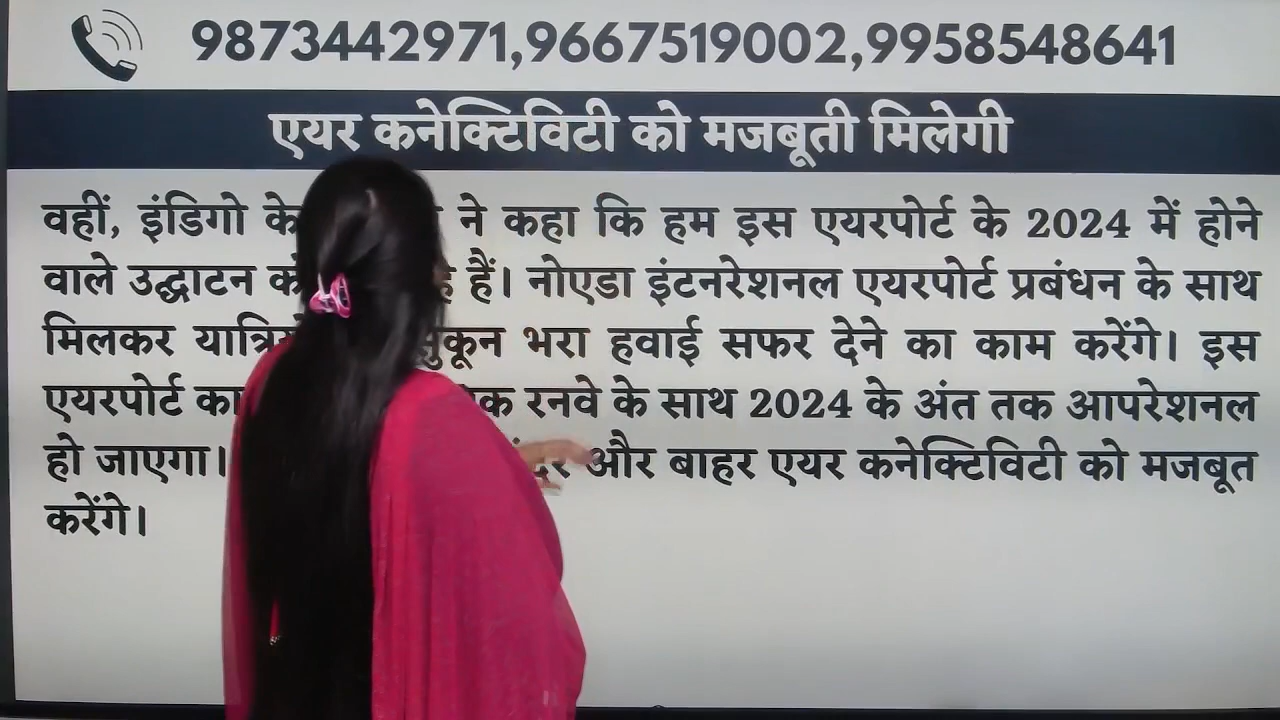 9873442971,9667519002,9958548641
एयर कनेक्टिविटी को मजबूती मिलेगी
वहीं, इंडिगो के ने कहा कि हम इस एयरपोर्ट के 2024 में होने
वाले उद्घाटन हैं। नोएडा इंटनरेशनल एयरपोर्ट प्रबंधन के साथ
मिलकर भरा हवाई सफर देने का काम करेंगे। इस
एयरपोर्ट का रनवे के साथ 2024 के अंत तक आपरेशनल
हो जाएगा। और बाहर एयर कनेक्टिविटी को मजबूत
करेंगे।